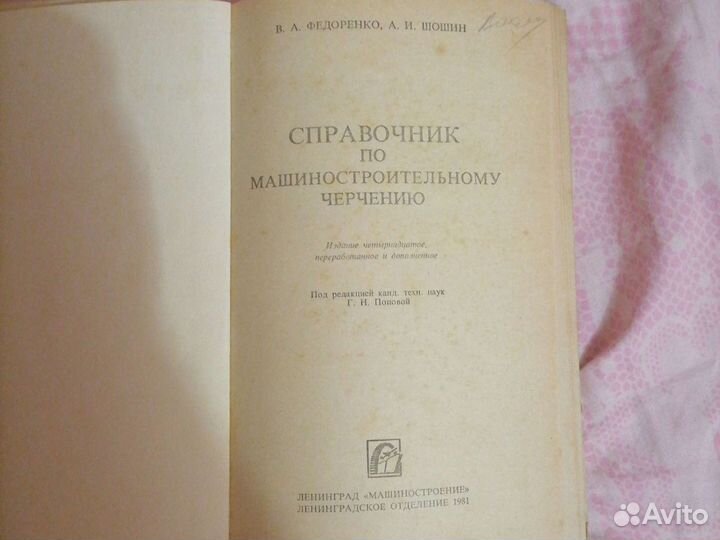 В. А. ФЕДОРЕНКО, А. И. ШОШИН
СПРАВОЧНИК
ПО
МАШИНОСТРОИТЕЛЬНОМУ
ЧЕРЧЕНИЮ
Издание четырнадцатое,
переработанное и дополненное
Под редакцией канд. техн. наук
Г. Н. Поповой
ЛЕНИНГРАД «МАШИНОСТРОЕНИЕ»
ЛЕНИНГРАДСКОЕ ОТДЕЛЕНИЕ 1981
Avito